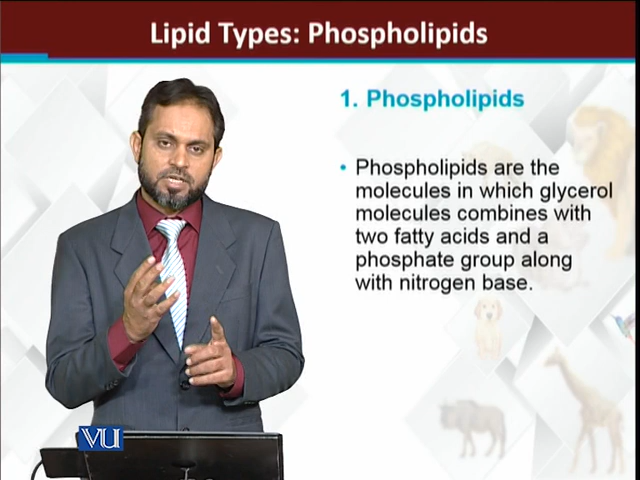 Lipid Types: Phospholipids
1. Phospholipids
• Phospholipids are the
molecules in which glycerol
molecules combines with
two fatty acids and a
phosphate group along
with nitrogen base.
VU